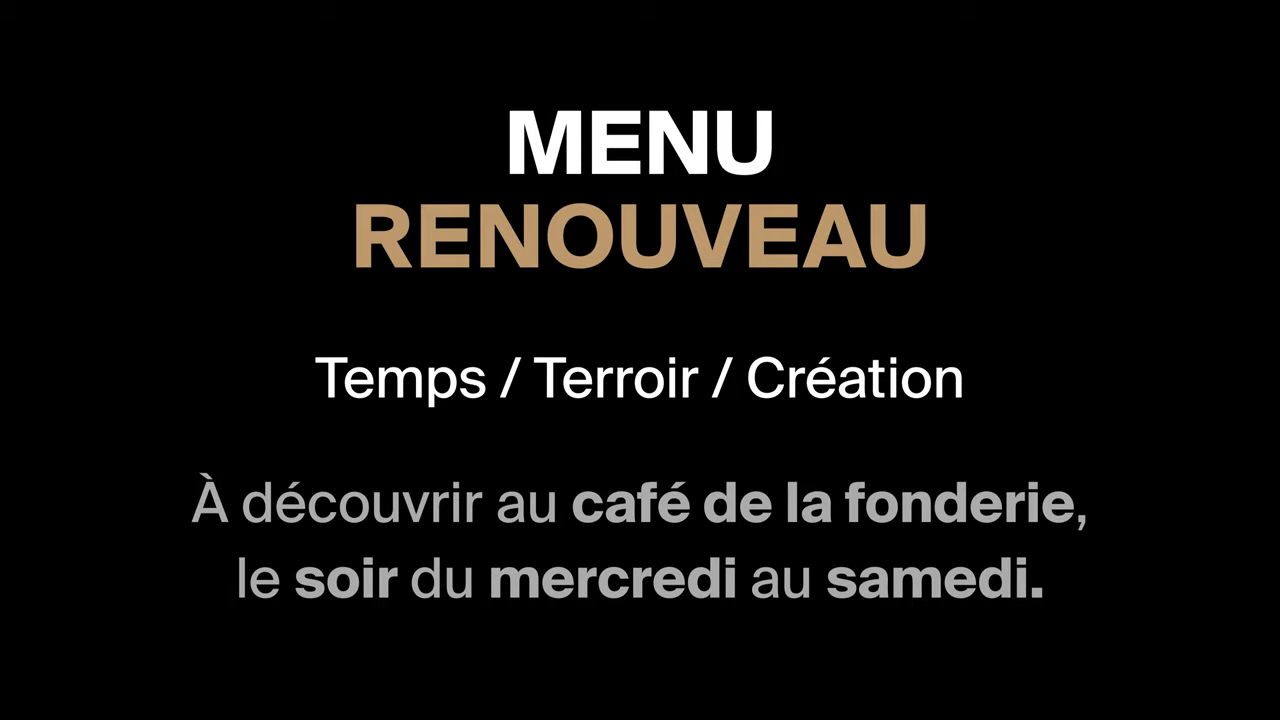 MENU
RENOUVEAU
Temps / Terroir / Création
À découvrir au café de la fonderie,
le soir du mercredi au samedi.